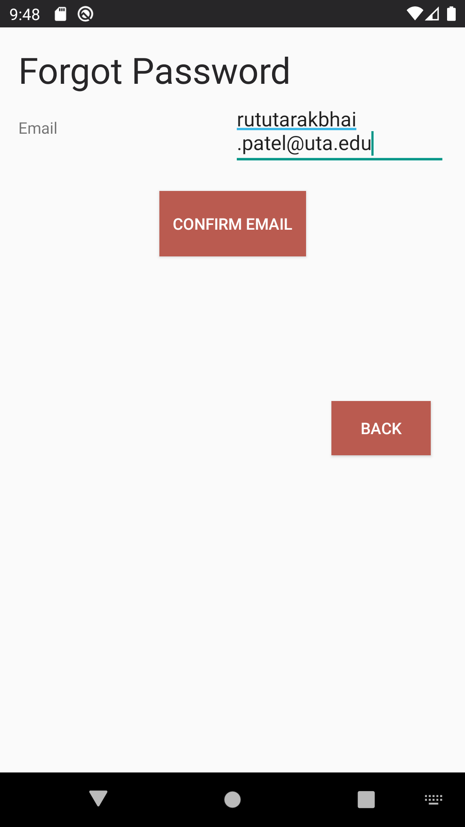 9:48
Forgot Password
Email
rututarakbhai
.patel@uta.edu
CONFIRM EMAIL
BACK